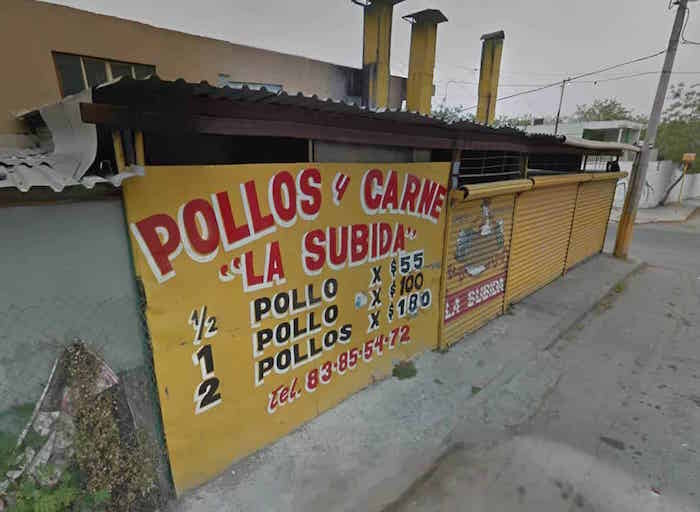 POLLOS Y CARNE
"LA SUBIDA"
1/2 POLLO X $55
1 POLLO X $100
2 POLLOS X $180
Tel. 83-85-54-72
LA SUBIDA